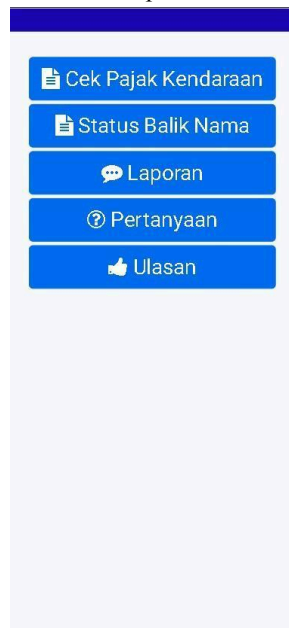 Cek Pajak Kendaraan
Status Balik Nama
Laporan
Pertanyaan
Ulasan